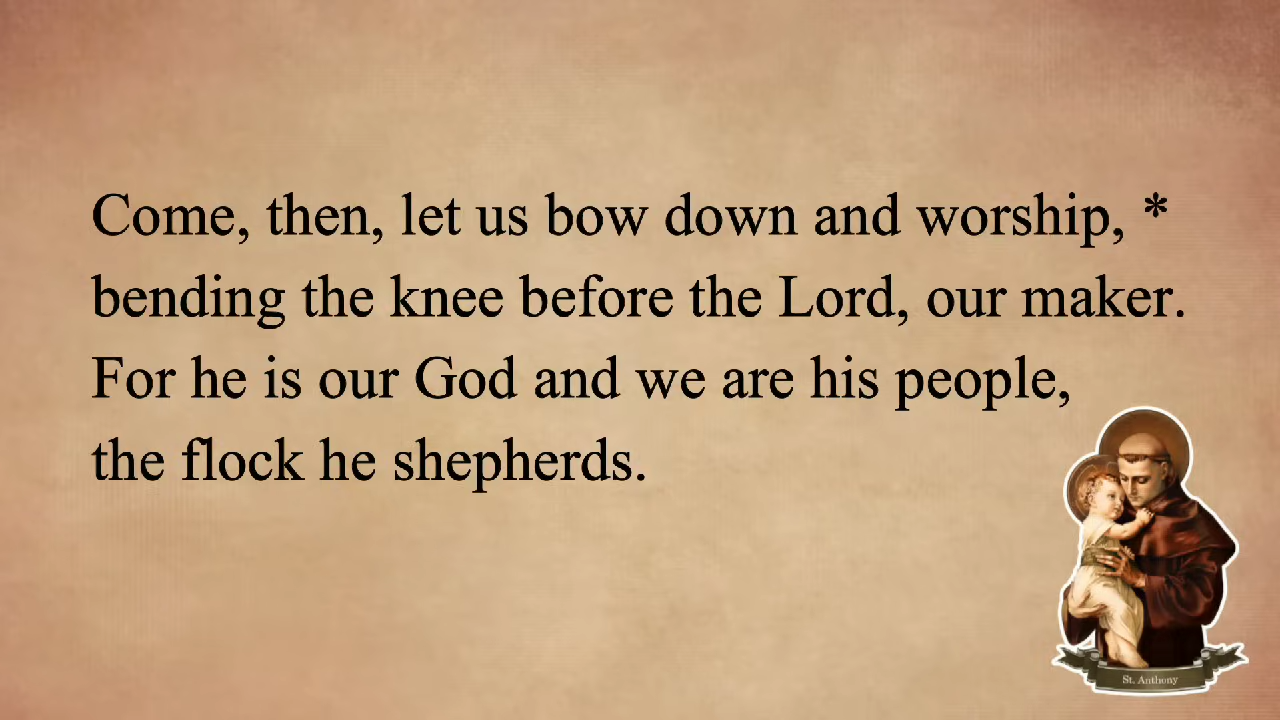 Come, then, let us bow down and worship, *
bending the knee before the Lord, our maker.
For he is our God and we are his people,
the flock he shepherds.
St. Anthony